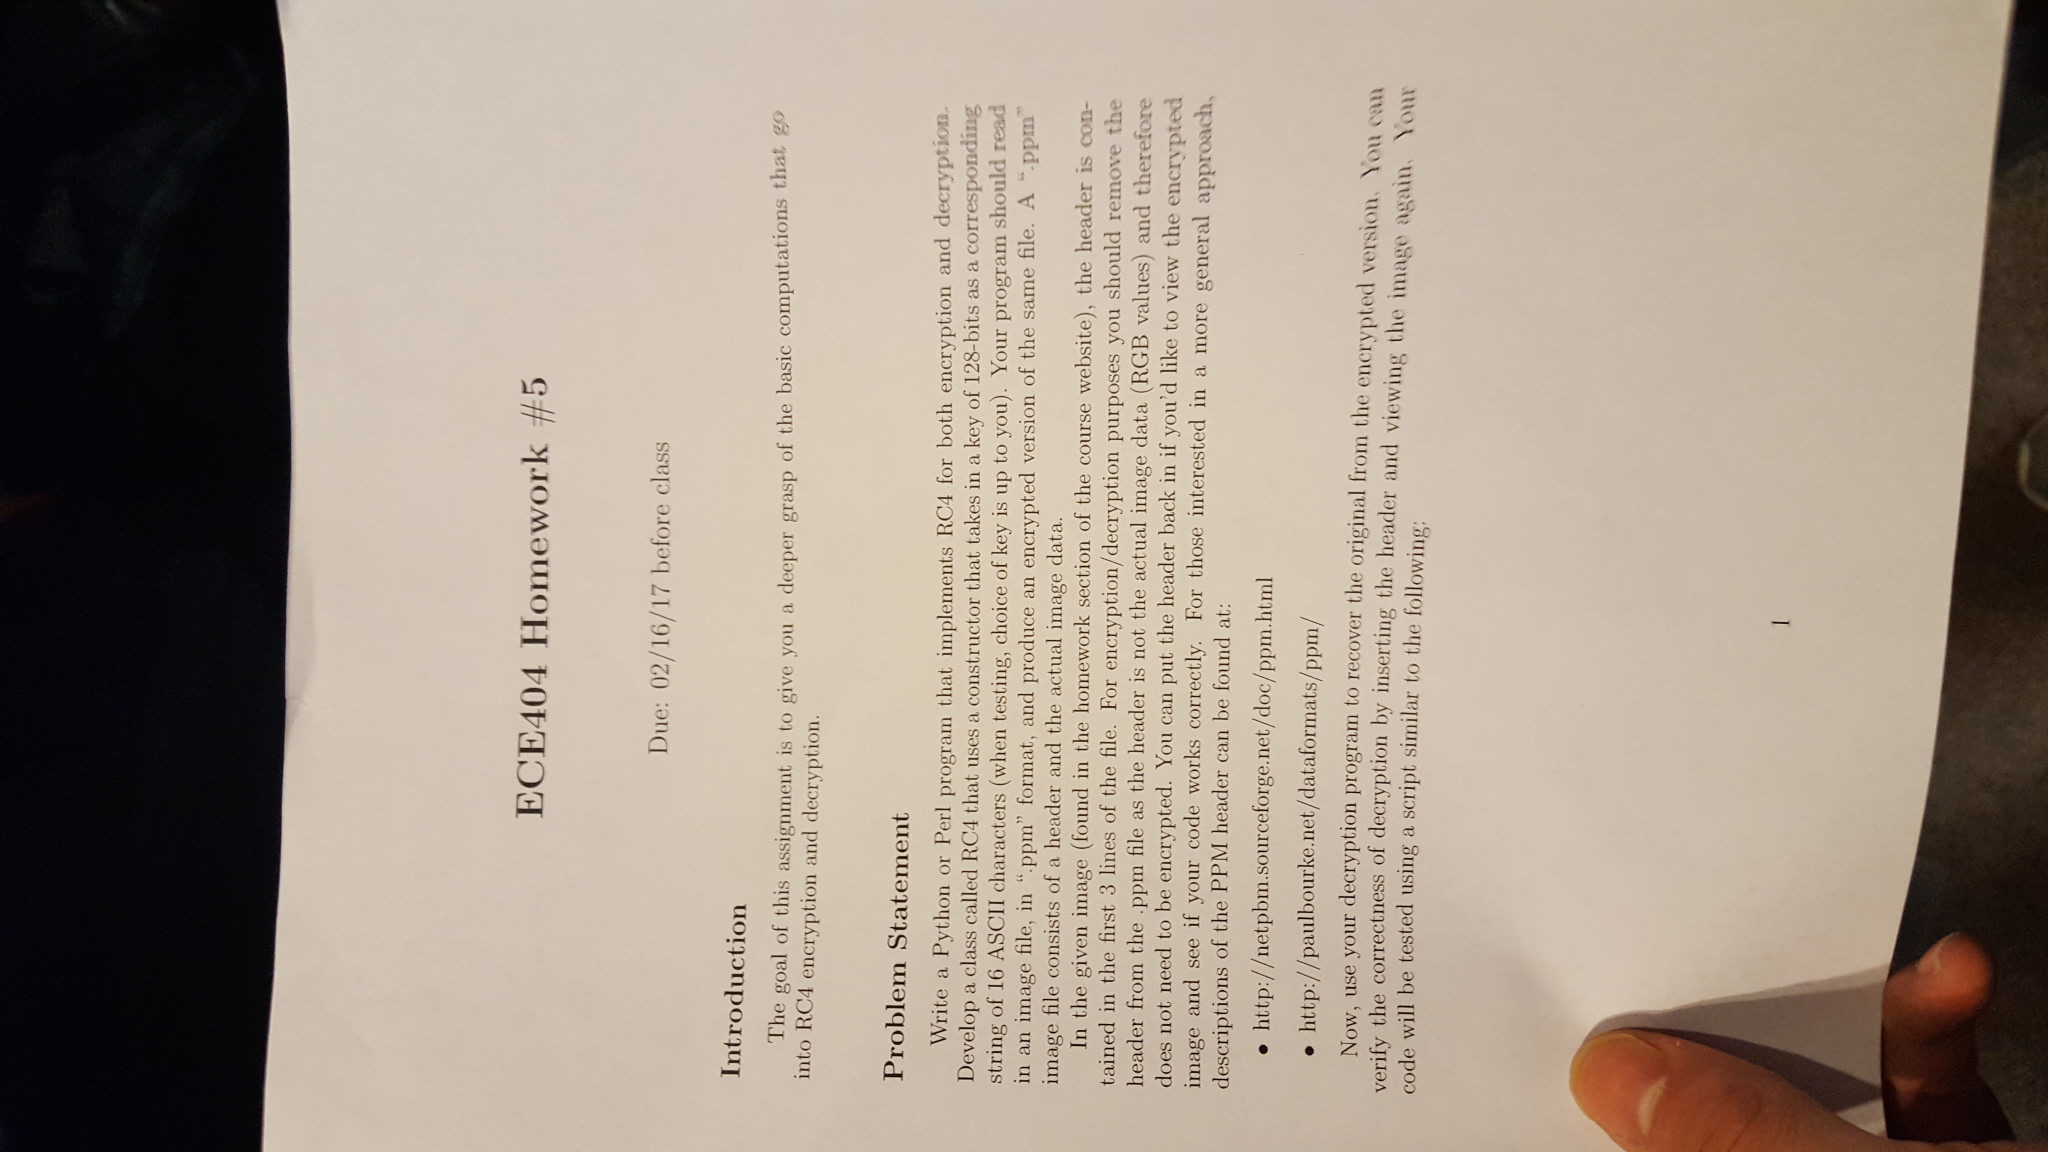 ECE404 Homework #5
Due: 02/16/17 before class
Introduction
The goal of this assignment is to give you a deeper grasp of the basic computations that go
into RC4 encryption and decryption.
Problem Statement
Write a Python or Perl program that implements RC4 for both encryption and decryption.
Develop a class called RC4 that uses a constructor that takes in a key of 128-bits as a corresponding
string of 16 ASCII characters (when testing, choice of key is up to you). Your program should read
in an image file, in “.ppm” format, and produce an encrypted version of the same file. A “.ppm”
image file consists of a header and the actual image data.
In the given image (found in the homework section of the course website), the header is con-
tained in the first 3 lines of the file. For encryption/decryption purposes you should remove the
header from the .ppm file as the header is not the actual image data (RGB values) and therefore
does not need to be encrypted. You can put the header back in if you'd like to view the encrypted
image and see if your code works correctly. For those interested in a more general approach,
descriptions of the PPM header can be found at:
• http://netpbm.sourceforge.net/doc/ppm.html
• http://paulbourke.net/dataformats/ppm/
Now, use your decryption program to recover the original from the encrypted version. You can
verify the correctness of decryption by inserting the header and viewing the image again. Your
code will be tested using a script similar to the following:
1